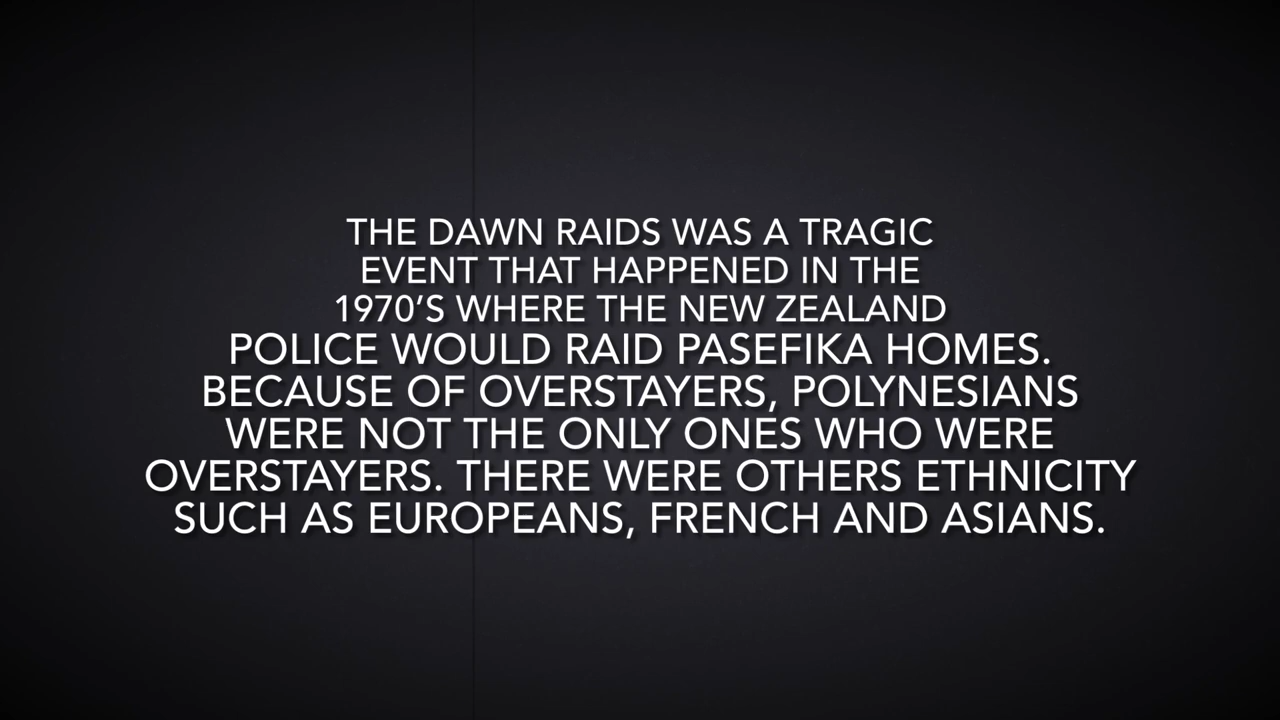 THE DAWN RAIDS WAS A TRAGIC
EVENT THAT HAPPENED IN THE
1970'S WHERE THE NEW ZEALAND
POLICE WOULD RAID PASEFIKA HOMES.
BECAUSE OF OVERSTAYERS, POLYNESIANS
WERE NOT THE ONLY ONES WHO WERE
OVERSTAYERS. THERE WERE OTHERS ETHNICITY
SUCH AS EUROPEANS, FRENCH AND ASIANS.